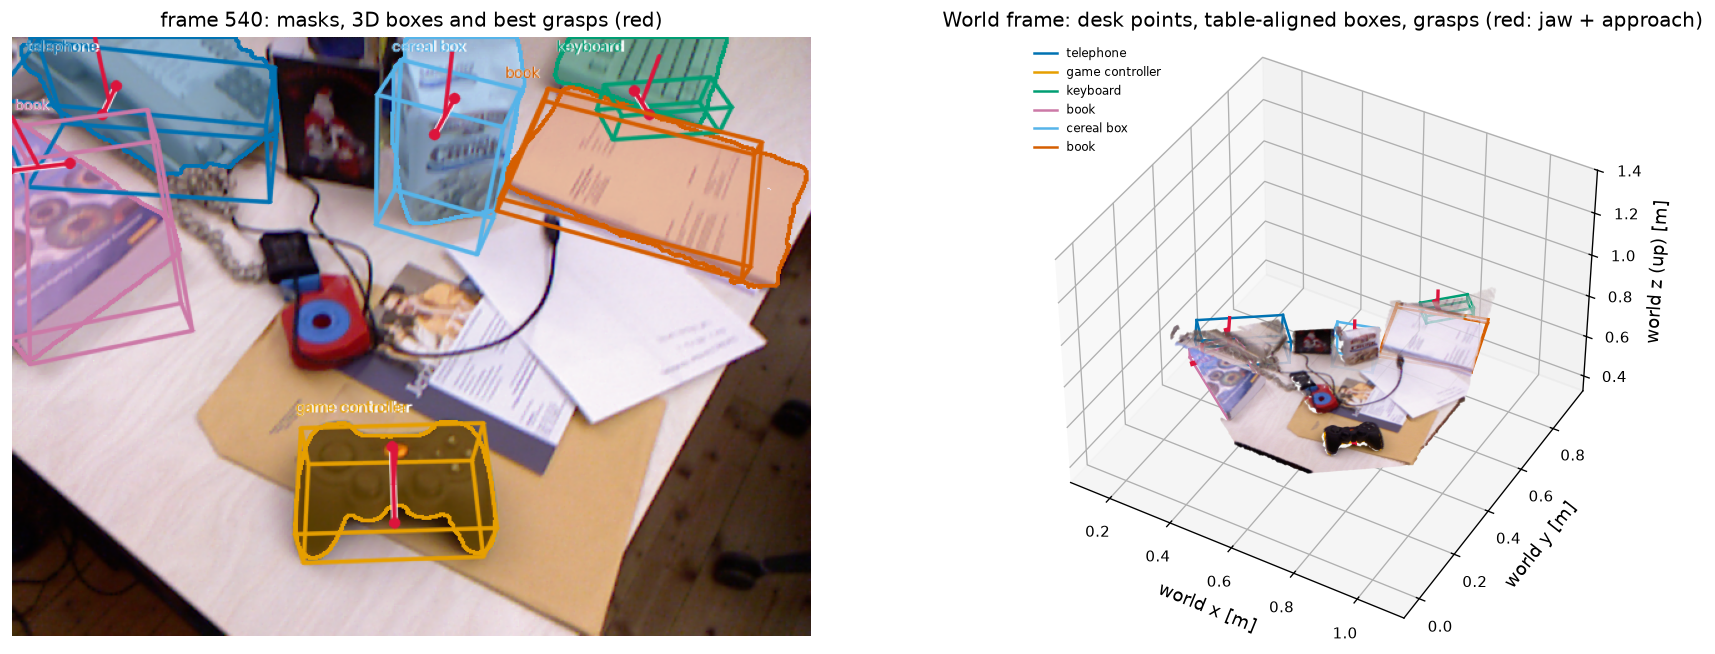 frame 540: masks, 3D boxes and best grasps (red)
telephone
cereal box
keyboard
book
book
game controller
World frame: desk points, table-aligned boxes, grasps (red: jaw + approach)
telephone
game controller
keyboard
book
cereal box
book
1.4
1.2
1.0
0.8
0.6
0.4
world z (up) [m]
0.8
0.6
0.4
0.2
0.0
world y [m]
0.2
0.4
0.6
0.8
1.0
world x [m]